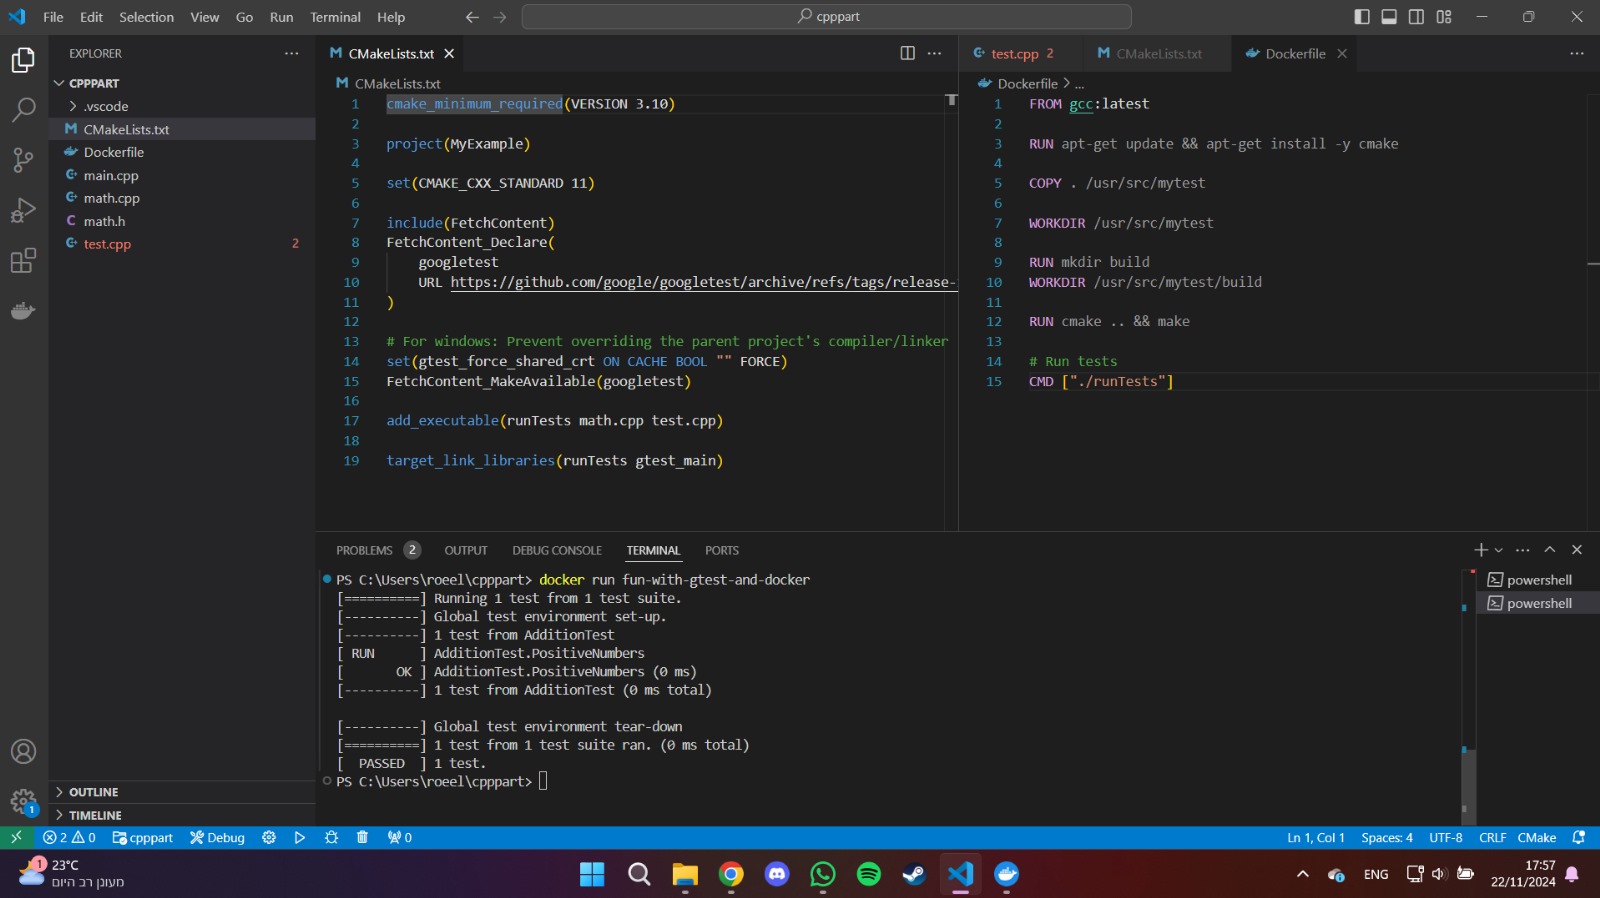 File Edit Selection View Go Run Terminal Help
cpppart
EXPLORER
CPPPART
.vscode
CMakeLists.txt
Dockerfile
main.cpp
math.cpp
math.h
test.cpp 2
OUTLINE
TIMELINE
CMakeLists.txt
CMakeLists.txt
1 cmake_minimum_required(VERSION 3.10)
2
3 project(MyExample)
4
5 set(CMAKE_CXX_STANDARD 11)
6
7 include(FetchContent)
8 FetchContent_Declare(
9 googletest
10 URL https://github.com/google/googletest/archive/refs/tags/release-
11 )
12
13 # For windows: Prevent overriding the parent project's compiler/linker
14 set(gtest_force_shared_crt ON CACHE BOOL "" FORCE)
15 FetchContent_MakeAvailable(googletest)
16
17 add_executable(runTests math.cpp test.cpp)
18
19 target_link_libraries(runTests gtest_main)
test.cpp 2 CMakeLists.txt Dockerfile
Dockerfile > ...
1 FROM gcc:latest
2
3 RUN apt-get update && apt-get install -y cmake
4
5 COPY . /usr/src/mytest
6
7 WORKDIR /usr/src/mytest
8
9 RUN mkdir build
10 WORKDIR /usr/src/mytest/build
11
12 RUN cmake .. && make
13
14 # Run tests
15 CMD ["./runTests"]
PROBLEMS 2 OUTPUT DEBUG CONSOLE TERMINAL PORTS
PS C:\Users\roeel\cpppart> docker run fun-with-gtest-and-docker
[==========] Running 1 test from 1 test suite.
[----------] Global test environment set-up.
[----------] 1 test from AdditionTest
[ RUN      ] AdditionTest.PositiveNumbers
[       OK ] AdditionTest.PositiveNumbers (0 ms)
[----------] 1 test from AdditionTest (0 ms total)
[----------] Global test environment tear-down
[==========] 1 test from 1 test suite ran. (0 ms total)
[  PASSED  ] 1 test.
PS C:\Users\roeel\cpppart>
powershell
powershell
1
2 0 cpppart Debug 0
Ln 1, Col 1 Spaces: 4 UTF-8 CRLF CMake
1
23°C
מעונן רב היום
ENG
17:57
22/11/2024